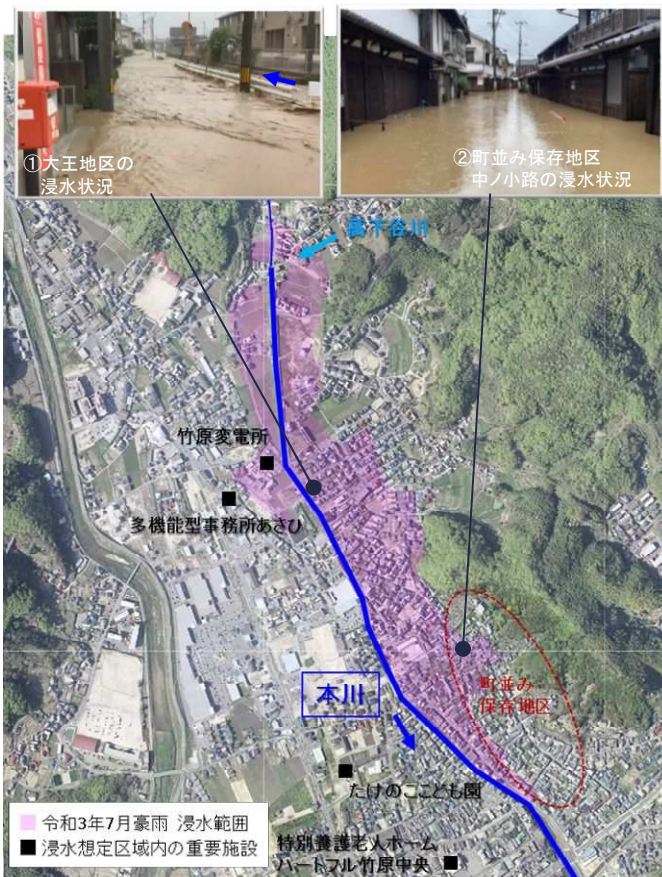 ①大王地区の
浸水状況
②町並み保存地区
中ノ小路の浸水状況
高下谷川
竹原変電所
多機能型事務所あさひ
町並み
保存地区
本川
たけのここども園
令和3年7月豪雨 浸水範囲
浸水想定区域内の重要施設
特別養護老人ホーム
ハートフル竹原中央